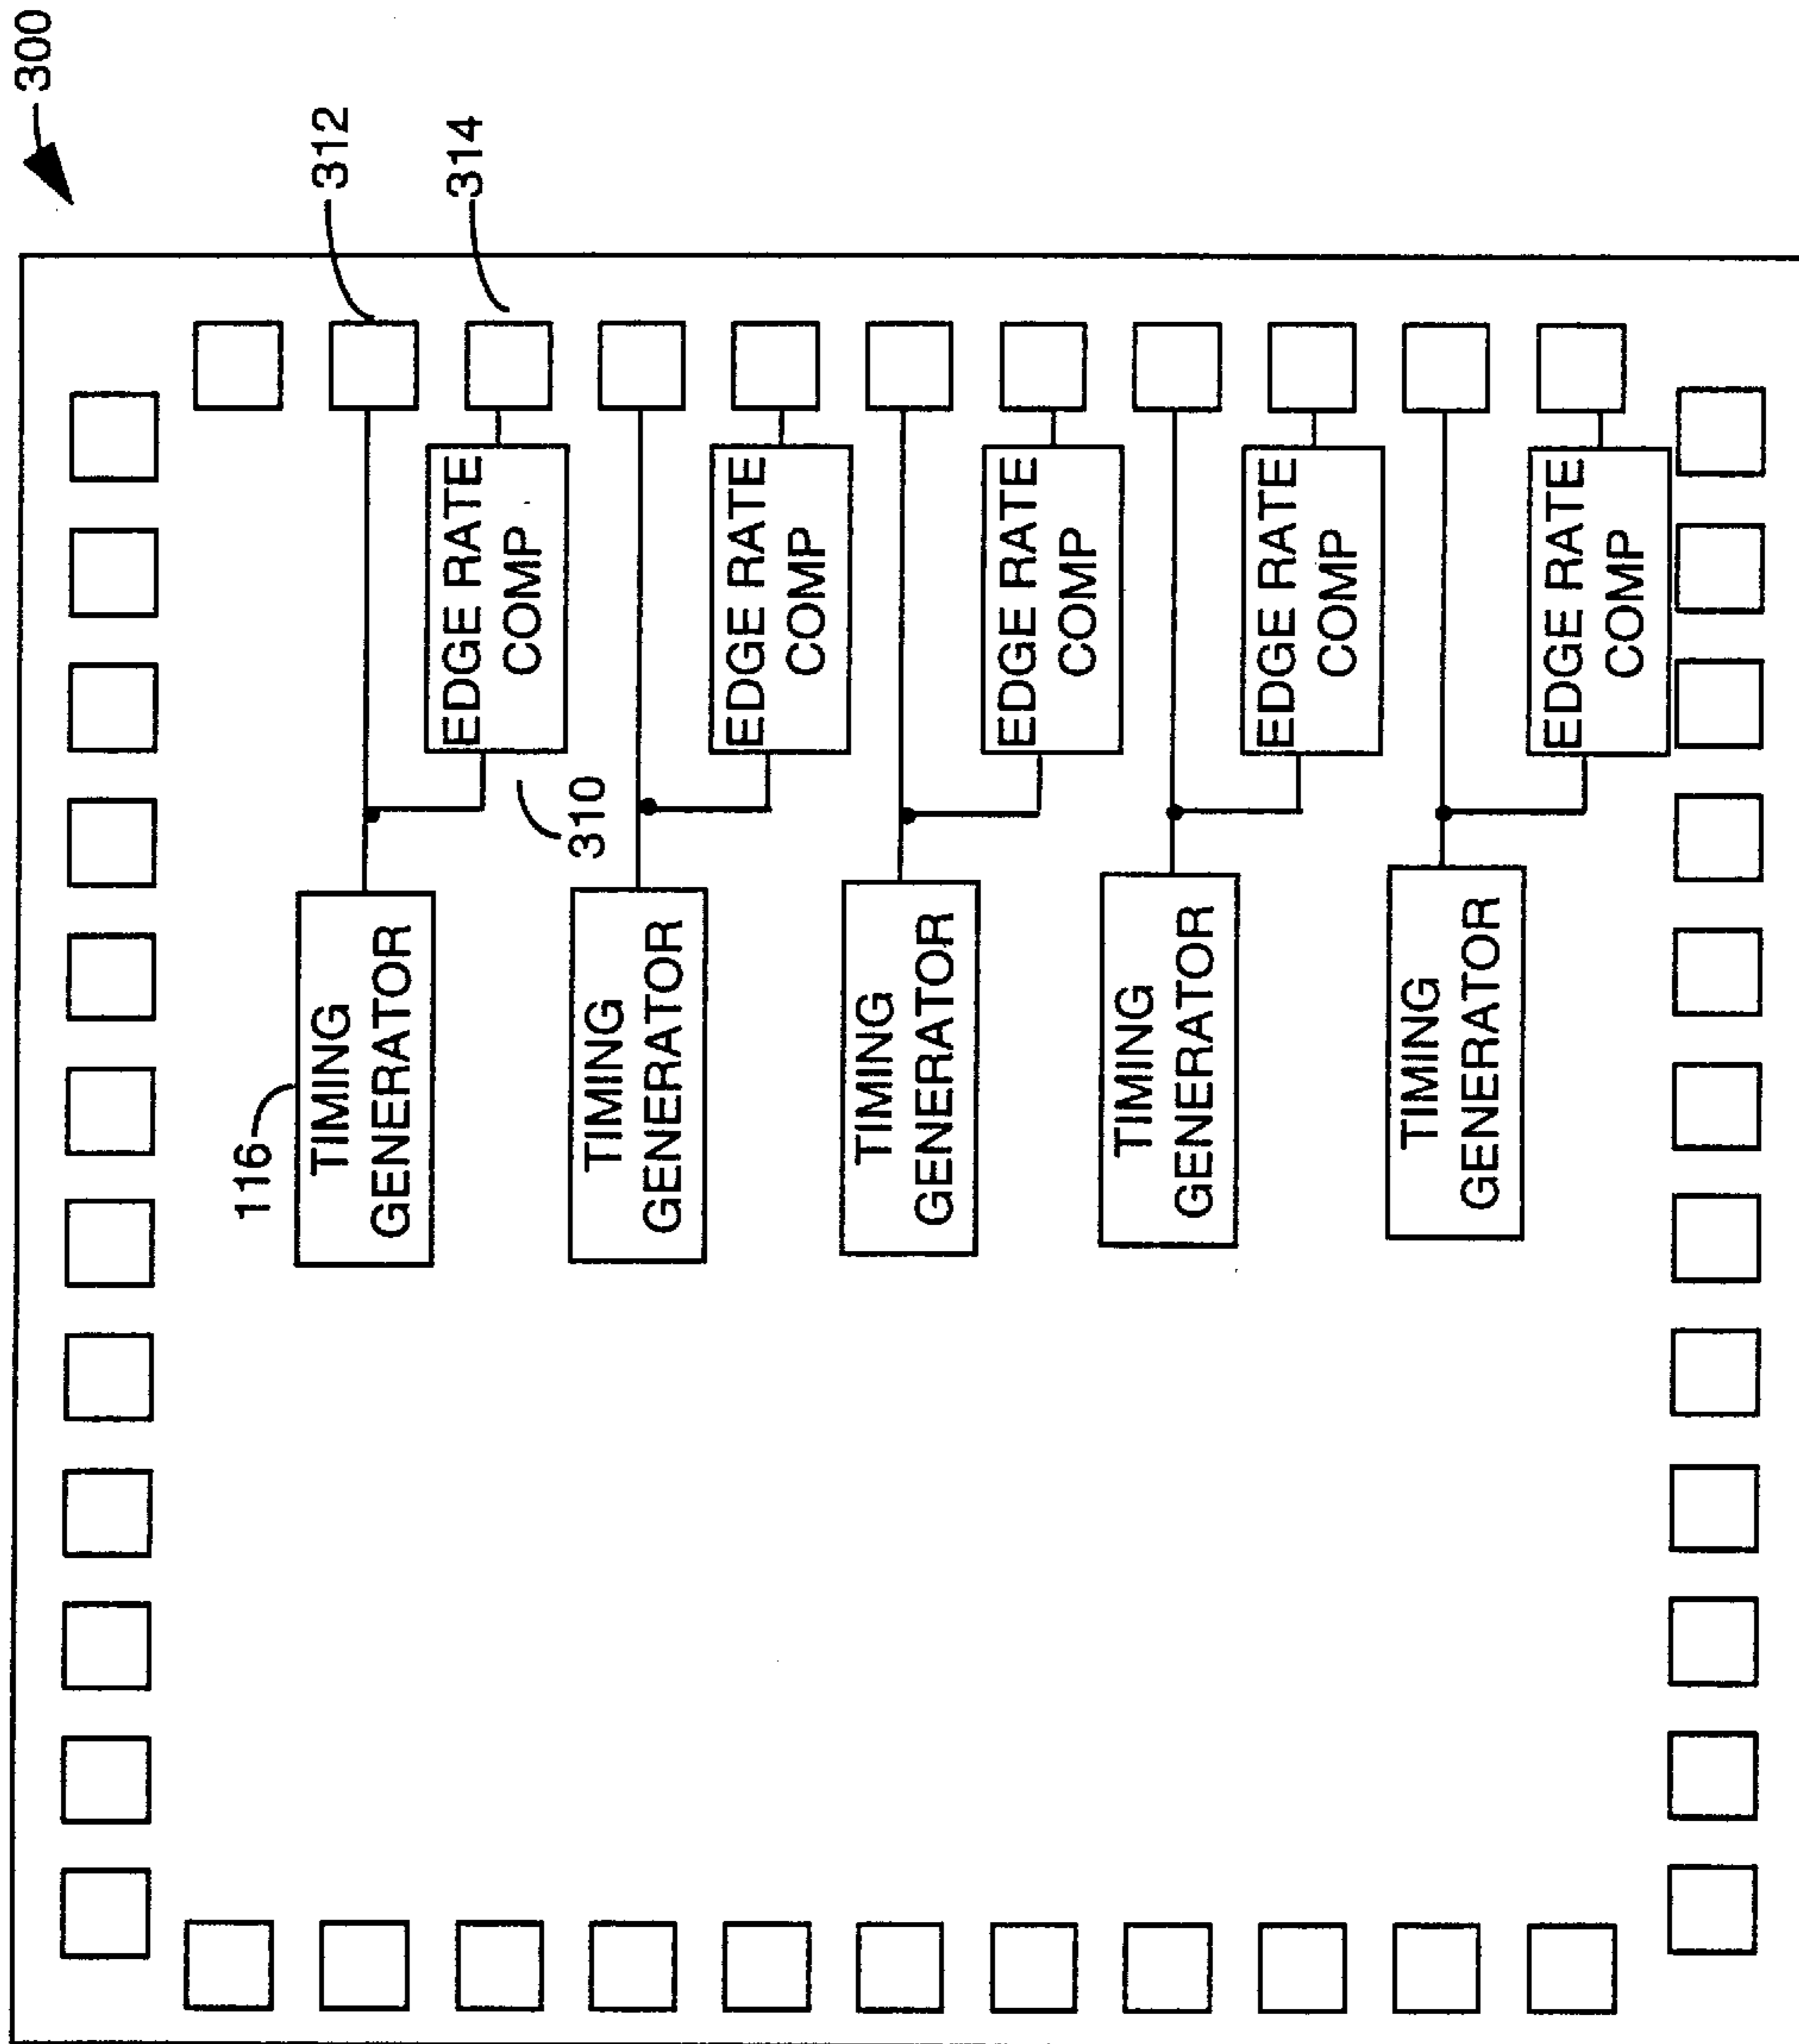 300
312
314
EDGE RATE
COMP
EDGE RATE
COMP
EDGE RATE
COMP
EDGE RATE
COMP
EDGE RATE
COMP
310
116
TIMING
GENERATOR
TIMING
GENERATOR
TIMING
GENERATOR
TIMING
GENERATOR
TIMING
GENERATOR